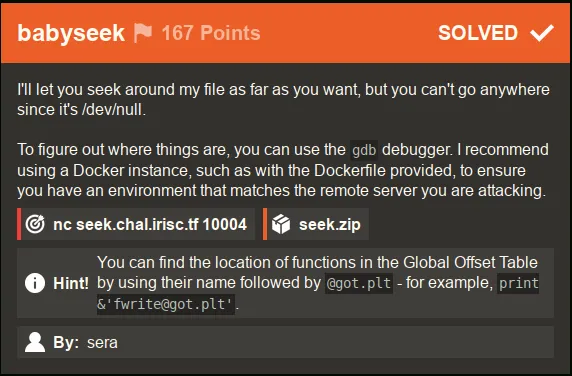 babyseek 167 Points SOLVED
I'll let you seek around my file as far as you want, but you can't go anywhere
since it's /dev/null.
To figure out where things are, you can use the gdb debugger. I recommend
using a Docker instance, such as with the Dockerfile provided, to ensure
you have an environment that matches the remote server you are attacking.
nc seek.chal.irisc.tf 10004 seek.zip
You can find the location of functions in the Global Offset Table
Hint! by using their name followed by @got.plt - for example, print
&'fwrite@got.plt'.
By: sera